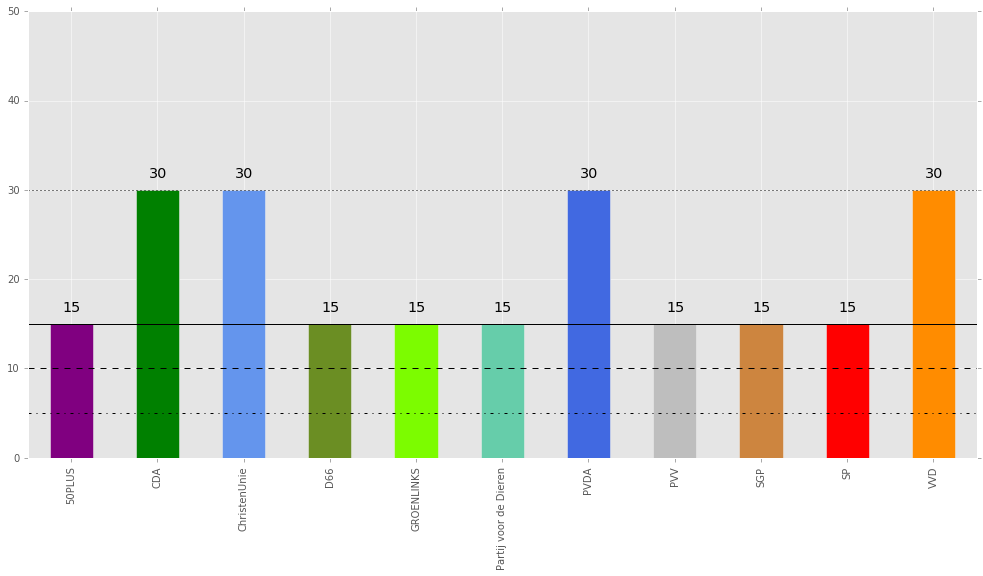 50
40
30
20
10
0
15
30
30
15
15
15
30
15
15
15
30
50PLUS
CDA
ChristenUnie
D66
GROENLINKS
Partij voor de Dieren
PVDA
PVV
SGP
SP
VVD